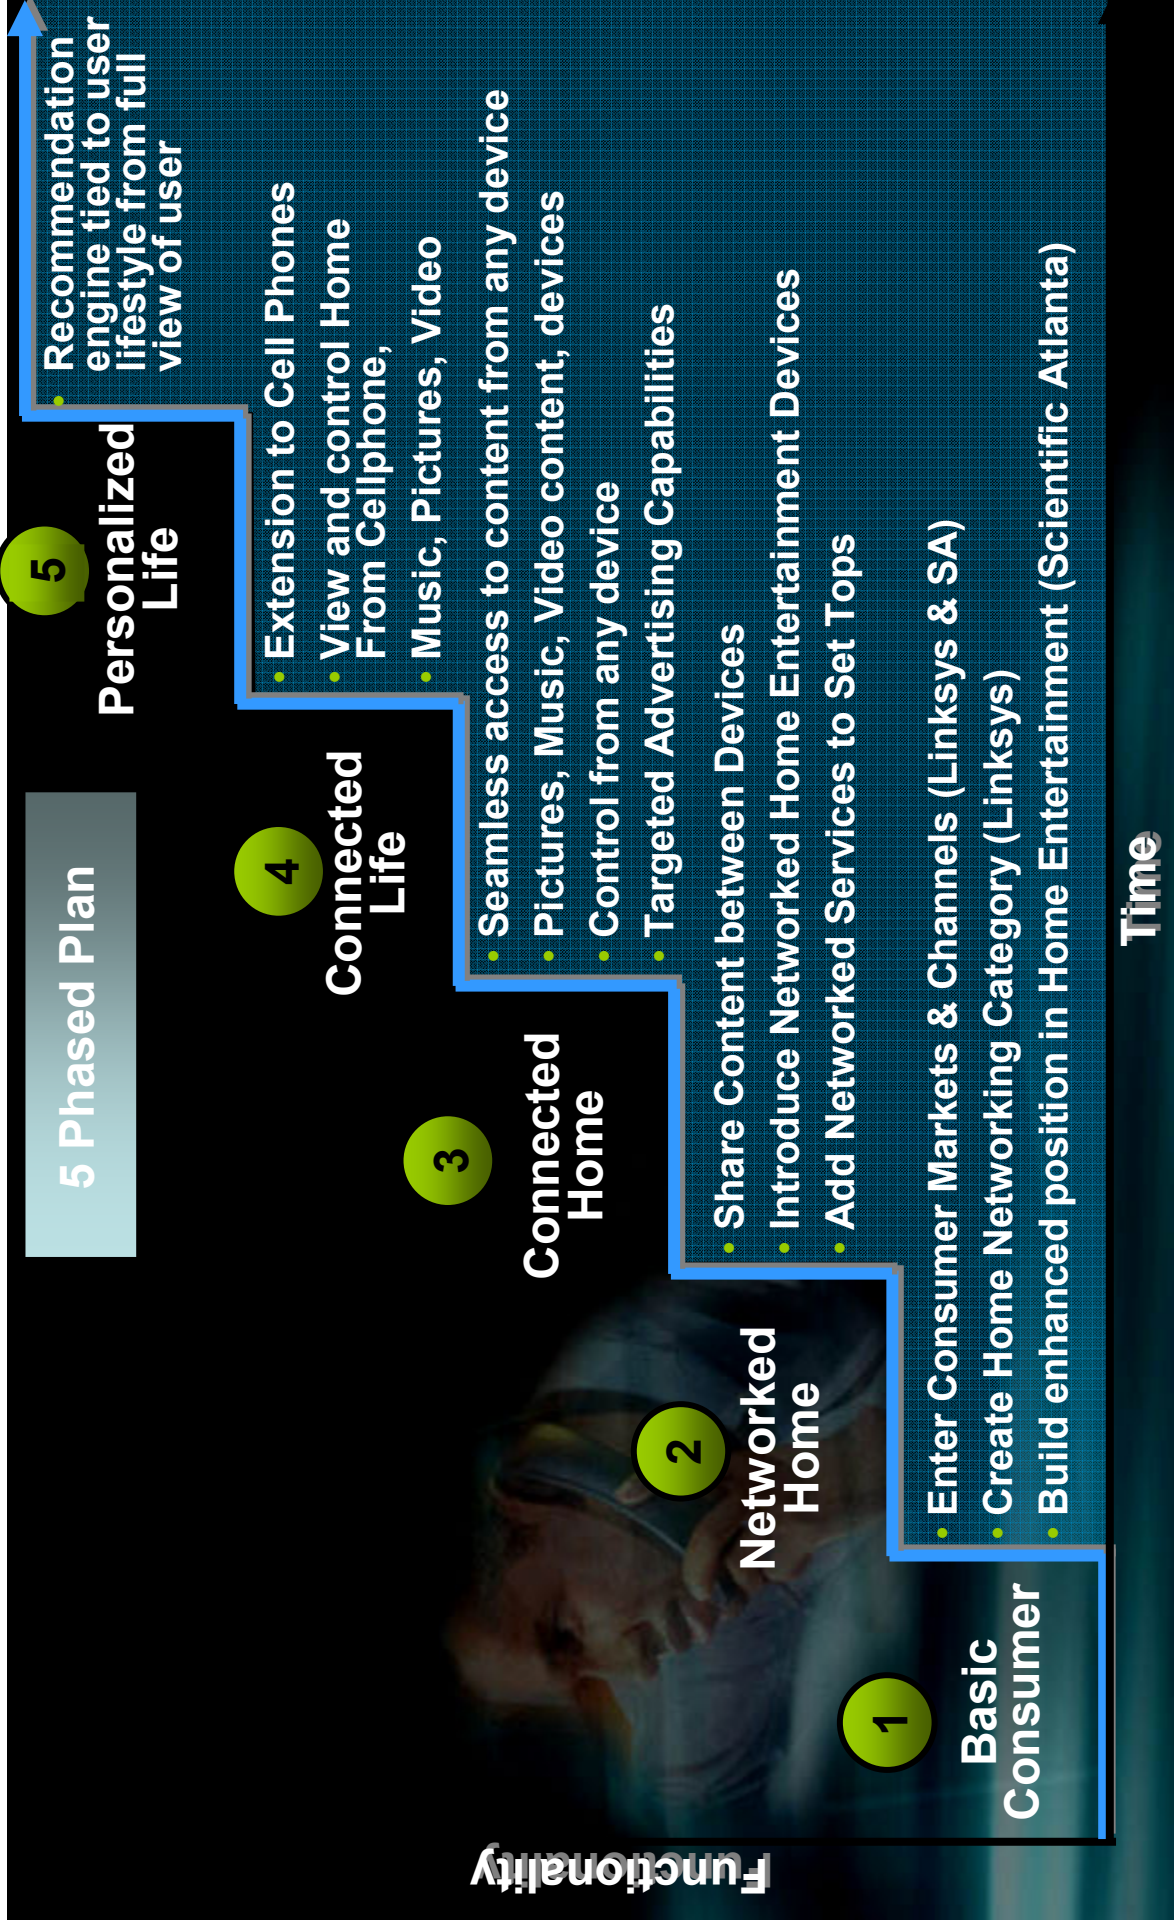 5 Phased Plan
Functionality
1
Basic
Consumer
• Enter Consumer Markets & Channels (Linksys & SA)
• Create Home Networking Category (Linksys)
• Build enhanced position in Home Entertainment (Scientific Atlanta)
2
Networked
Home
• Share Content between Devices
• Introduce Networked Home Entertainment Devices
• Add Networked Services to Set Tops
3
Connected
Home
• Seamless access to content from any device
• Pictures, Music, Video content, devices
• Control from any device
• Targeted Advertising Capabilities
4
Connected
Life
• Extension to Cell Phones
• View and control Home
From Cellphone,
• Music, Pictures, Video
5
Personalized
Life
• Recommendation
engine tied to user
lifestyle from full
view of user
Time